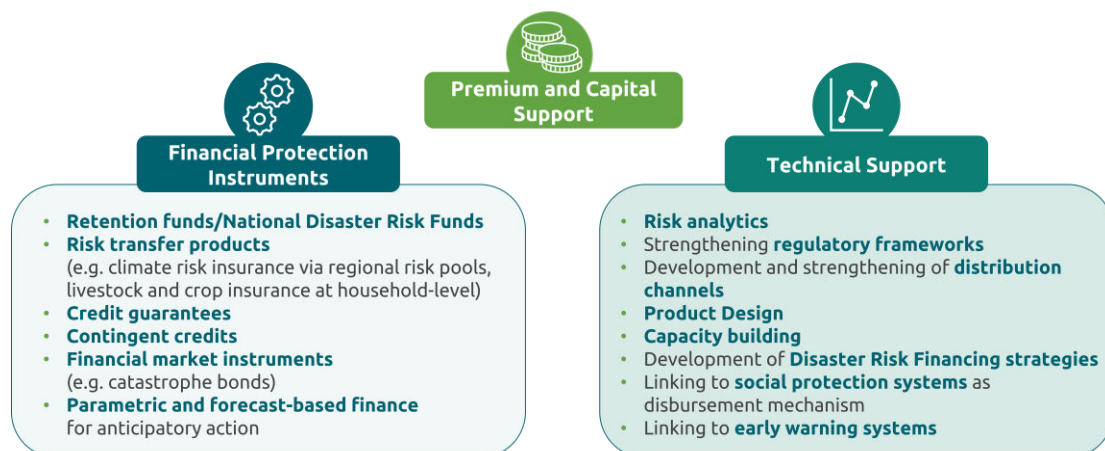 Premium and Capital
Support
Financial Protection
Instruments
• Retention funds/National Disaster Risk Funds
• Risk transfer products
(e.g. climate risk insurance via regional risk pools,
livestock and crop insurance at household-level)
• Credit guarantees
• Contingent credits
• Financial market instruments
(e.g. catastrophe bonds)
• Parametric and forecast-based finance
for anticipatory action
Technical Support
• Risk analytics
• Strengthening regulatory frameworks
• Development and strengthening of distribution
channels
• Product Design
• Capacity building
• Development of Disaster Risk Financing strategies
• Linking to social protection systems as
disbursement mechanism
• Linking to early warning systems